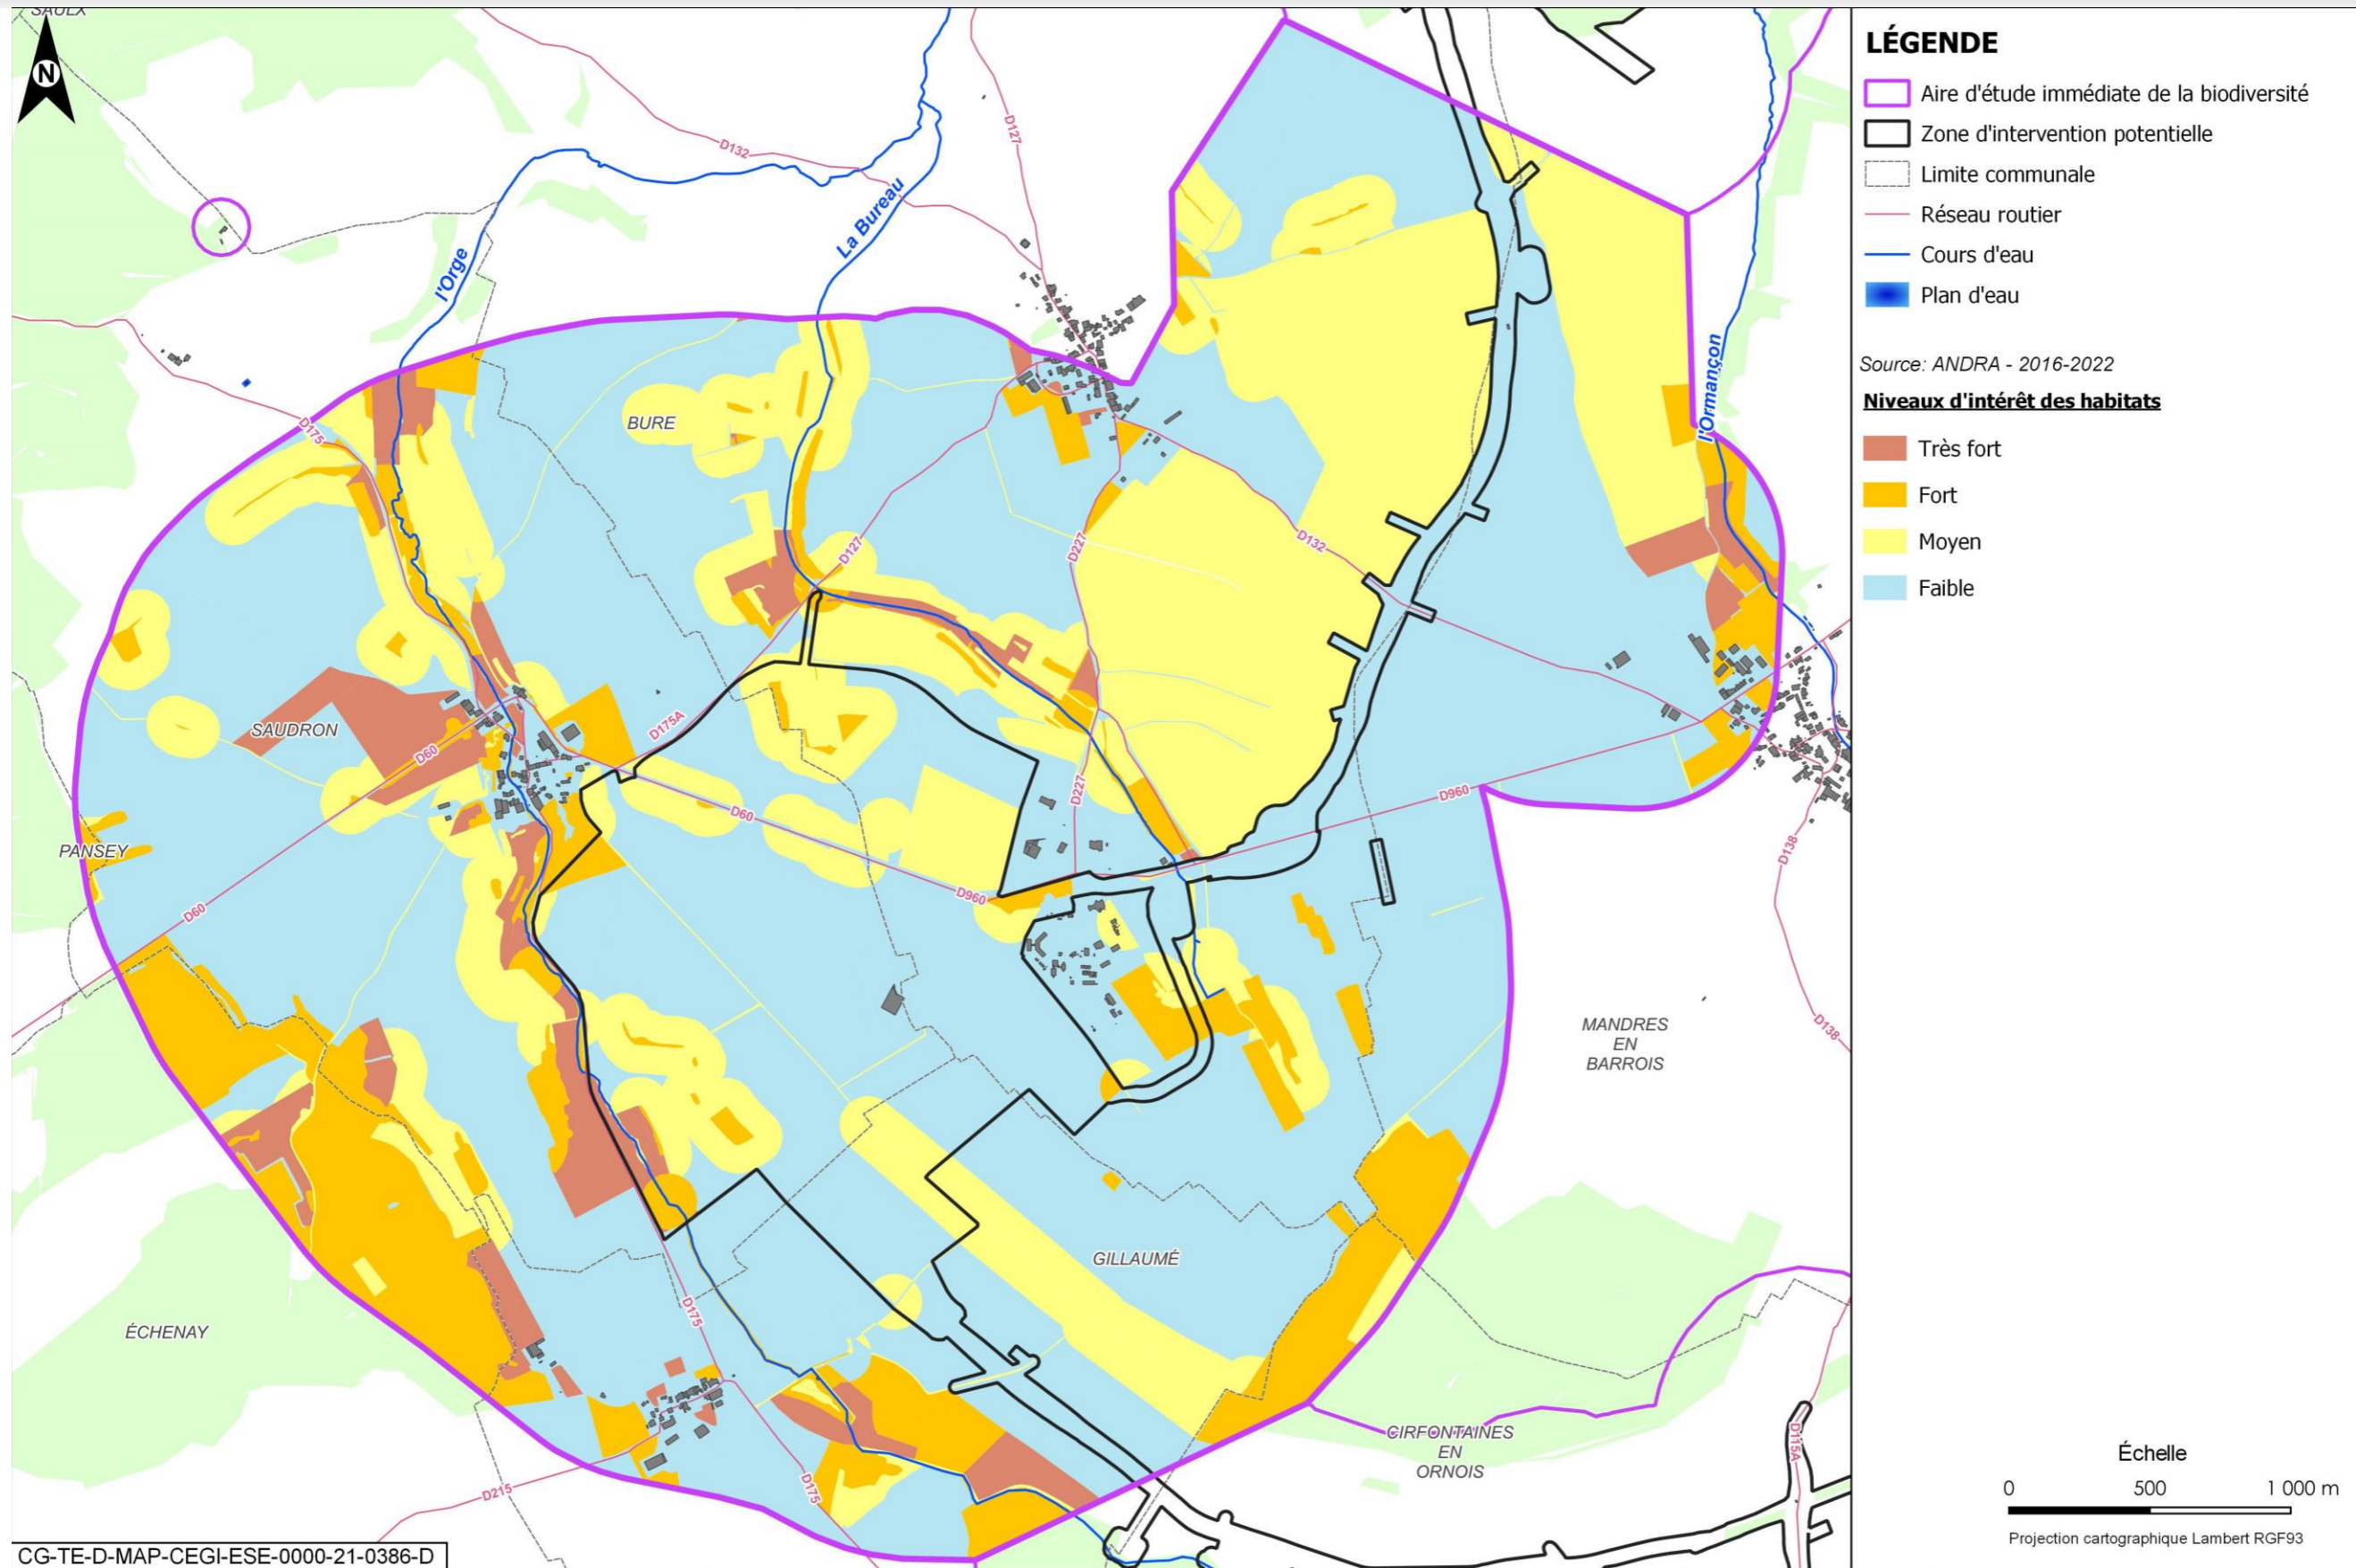 SAULX
N
D132
D127
La Bureau
l'Orge
D175
BURE
l'Ormançon
D127
D227
D132
D175A
SAUDRON
D60
D227
D60
D960
PANSEY
D60
D960
D138
MANDRES
EN
BARROIS
D138
GILLAUMÉ
ÉCHENAY
D175
CIRFONTAINES
EN
ORNOIS
D115A
D215
D175
CG-TE-D-MAP-CEGI-ESE-0000-21-0386-D
LÉGENDE
Aire d'étude immédiate de la biodiversité
Zone d'intervention potentielle
Limite communale
Réseau routier
Cours d'eau
Plan d'eau
Source: ANDRA - 2016-2022
Niveaux d'intérêt des habitats
Très fort
Fort
Moyen
Faible
Échelle
0 500 1 000 m
Projection cartographique Lambert RGF93